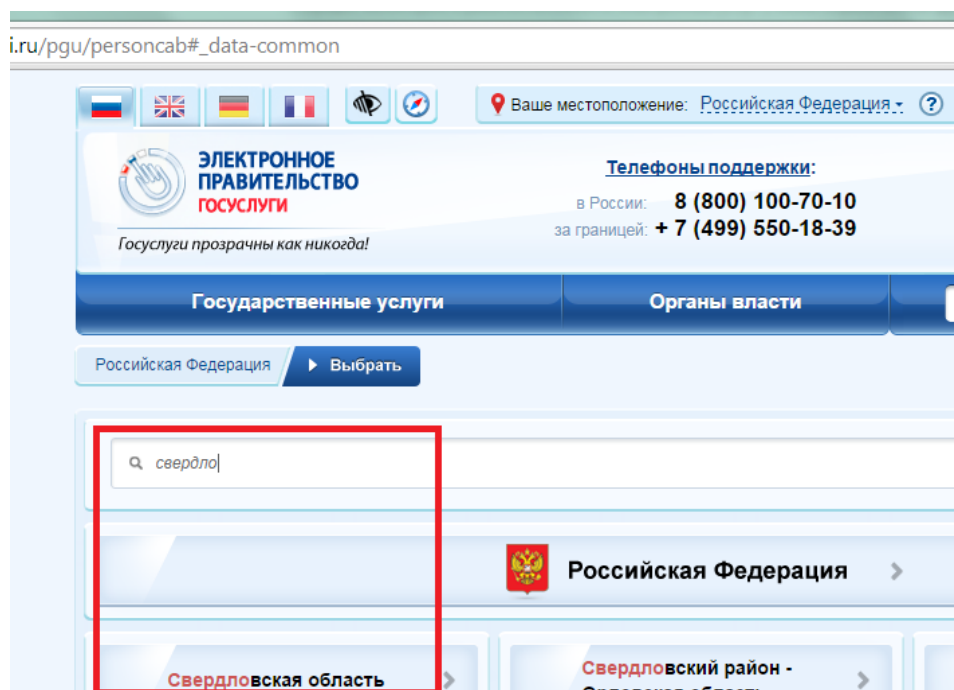 i.ru/pgu/personcab#_data-common
Ваше местоположение: Российская Федерация ?
ЭЛЕКТРОННОЕ
ПРАВИТЕЛЬСТВО
ГОСУСЛУГИ
Госуслуги прозрачны как никогда!
Телефоны поддержки:
в России: 8 (800) 100-70-10
за границей: + 7 (499) 550-18-39
Государственные услуги
Органы власти
Российская Федерация
Выбрать
свердло
Российская Федерация
Свердловская область
Свердловский район -
Орловская область